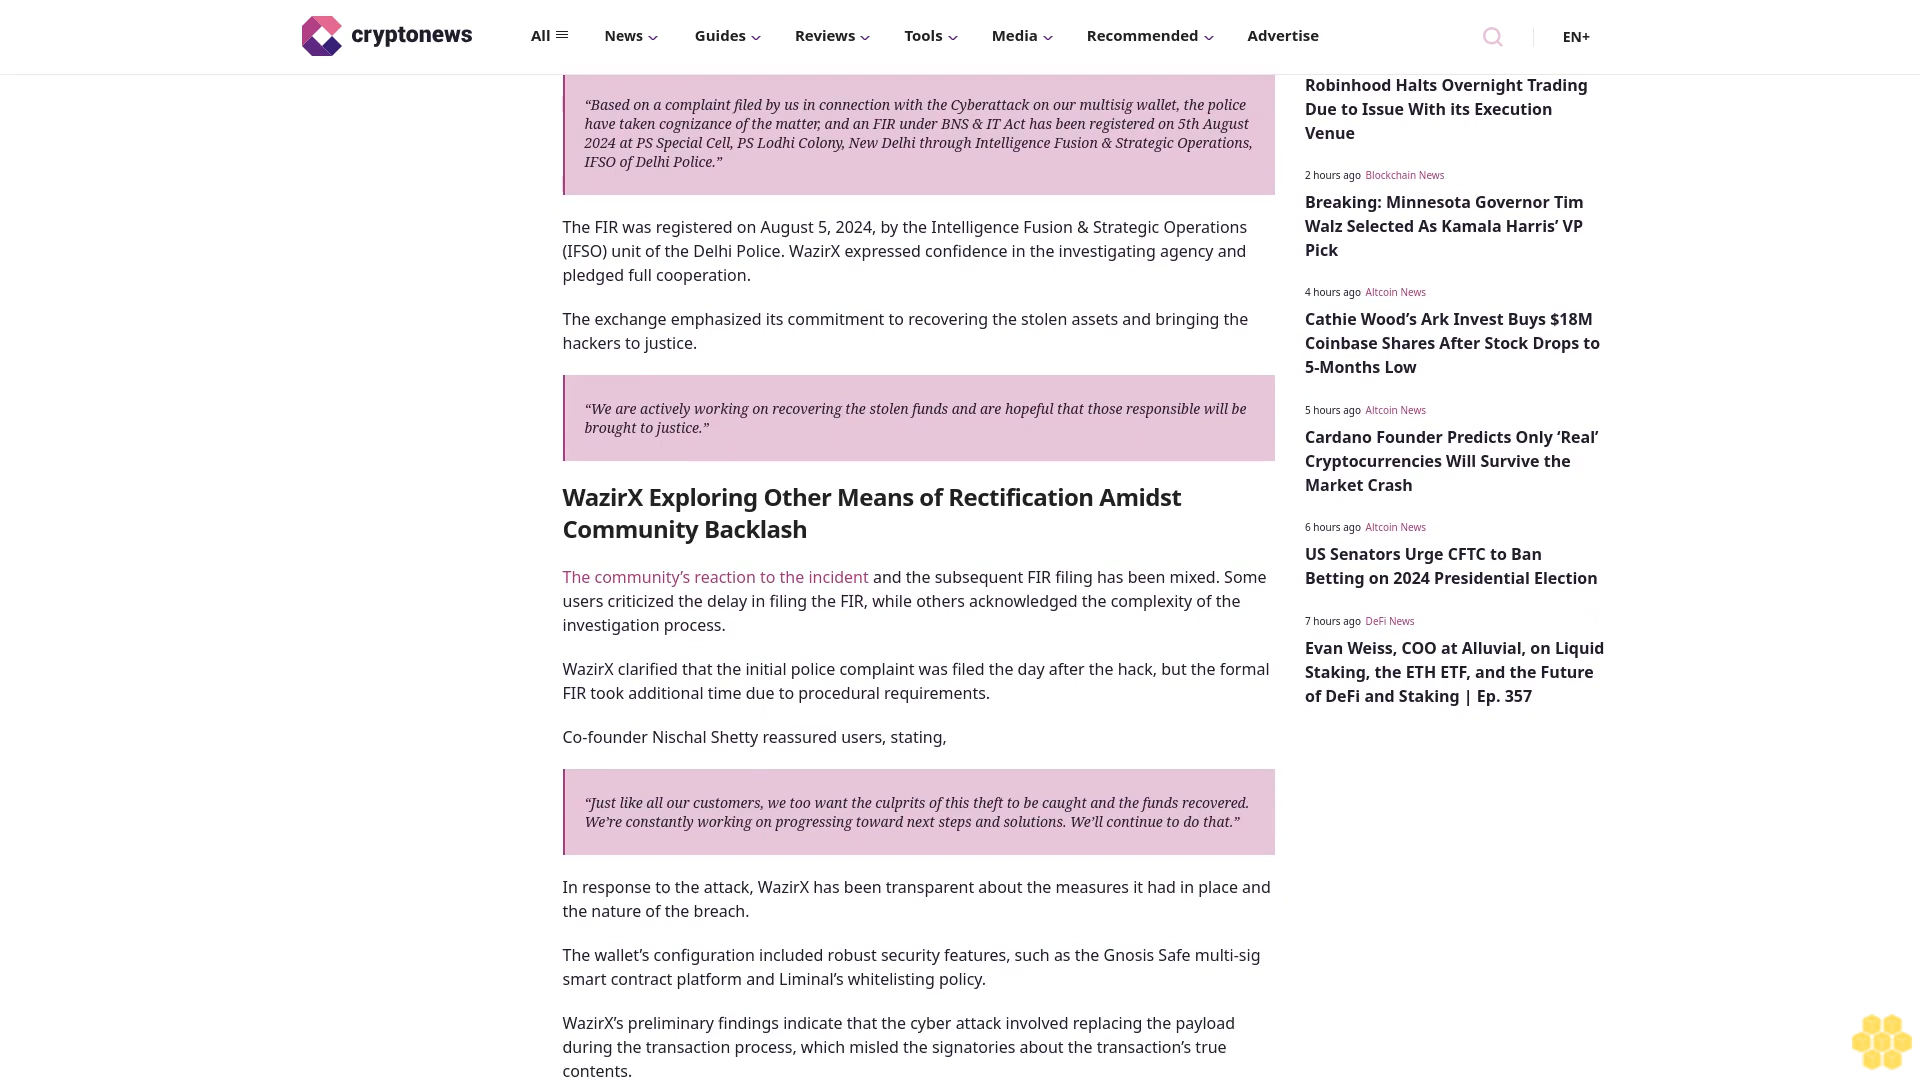 cryptonews
All
News
Guides
Reviews
Tools
Media
Recommended
Advertise
EN+
“Based on a complaint filed by us in connection with the Cyberattack on our multisig wallet, the police
have taken cognizance of the matter, and an FIR under BNS & IT Act has been registered on 5th August
2024 at PS Special Cell, PS Lodhi Colony, New Delhi through Intelligence Fusion & Strategic Operations,
IFSO of Delhi Police.”
The FIR was registered on August 5, 2024, by the Intelligence Fusion & Strategic Operations
(IFSO) unit of the Delhi Police. WazirX expressed confidence in the investigating agency and
pledged full cooperation.
The exchange emphasized its commitment to recovering the stolen assets and bringing the
hackers to justice.
“We are actively working on recovering the stolen funds and are hopeful that those responsible will be
brought to justice.”
WazirX Exploring Other Means of Rectification Amidst
Community Backlash
The community’s reaction to the incident and the subsequent FIR filing has been mixed. Some
users criticized the delay in filing the FIR, while others acknowledged the complexity of the
investigation process.
WazirX clarified that the initial police complaint was filed the day after the hack, but the formal
FIR took additional time due to procedural requirements.
Co-founder Nischal Shetty reassured users, stating,
“Just like all our customers, we too want the culprits of this theft to be caught and the funds recovered.
We’re constantly working on progressing toward next steps and solutions. We’ll continue to do that.”
In response to the attack, WazirX has been transparent about the measures it had in place and
the nature of the breach.
The wallet’s configuration included robust security features, such as the Gnosis Safe multi-sig
smart contract platform and Liminal’s whitelisting policy.
WazirX’s preliminary findings indicate that the cyber attack involved replacing the payload
during the transaction process, which misled the signatories about the transaction’s true
contents.
Robinhood Halts Overnight Trading
Due to Issue With its Execution
Venue
2 hours ago Blockchain News
Breaking: Minnesota Governor Tim
Walz Selected As Kamala Harris’ VP
Pick
4 hours ago Altcoin News
Cathie Wood’s Ark Invest Buys $18M
Coinbase Shares After Stock Drops to
5-Months Low
5 hours ago Altcoin News
Cardano Founder Predicts Only ‘Real’
Cryptocurrencies Will Survive the
Market Crash
6 hours ago Altcoin News
US Senators Urge CFTC to Ban
Betting on 2024 Presidential Election
7 hours ago DeFi News
Evan Weiss, COO at Alluvial, on Liquid
Staking, the ETH ETF, and the Future
of DeFi and Staking | Ep. 357